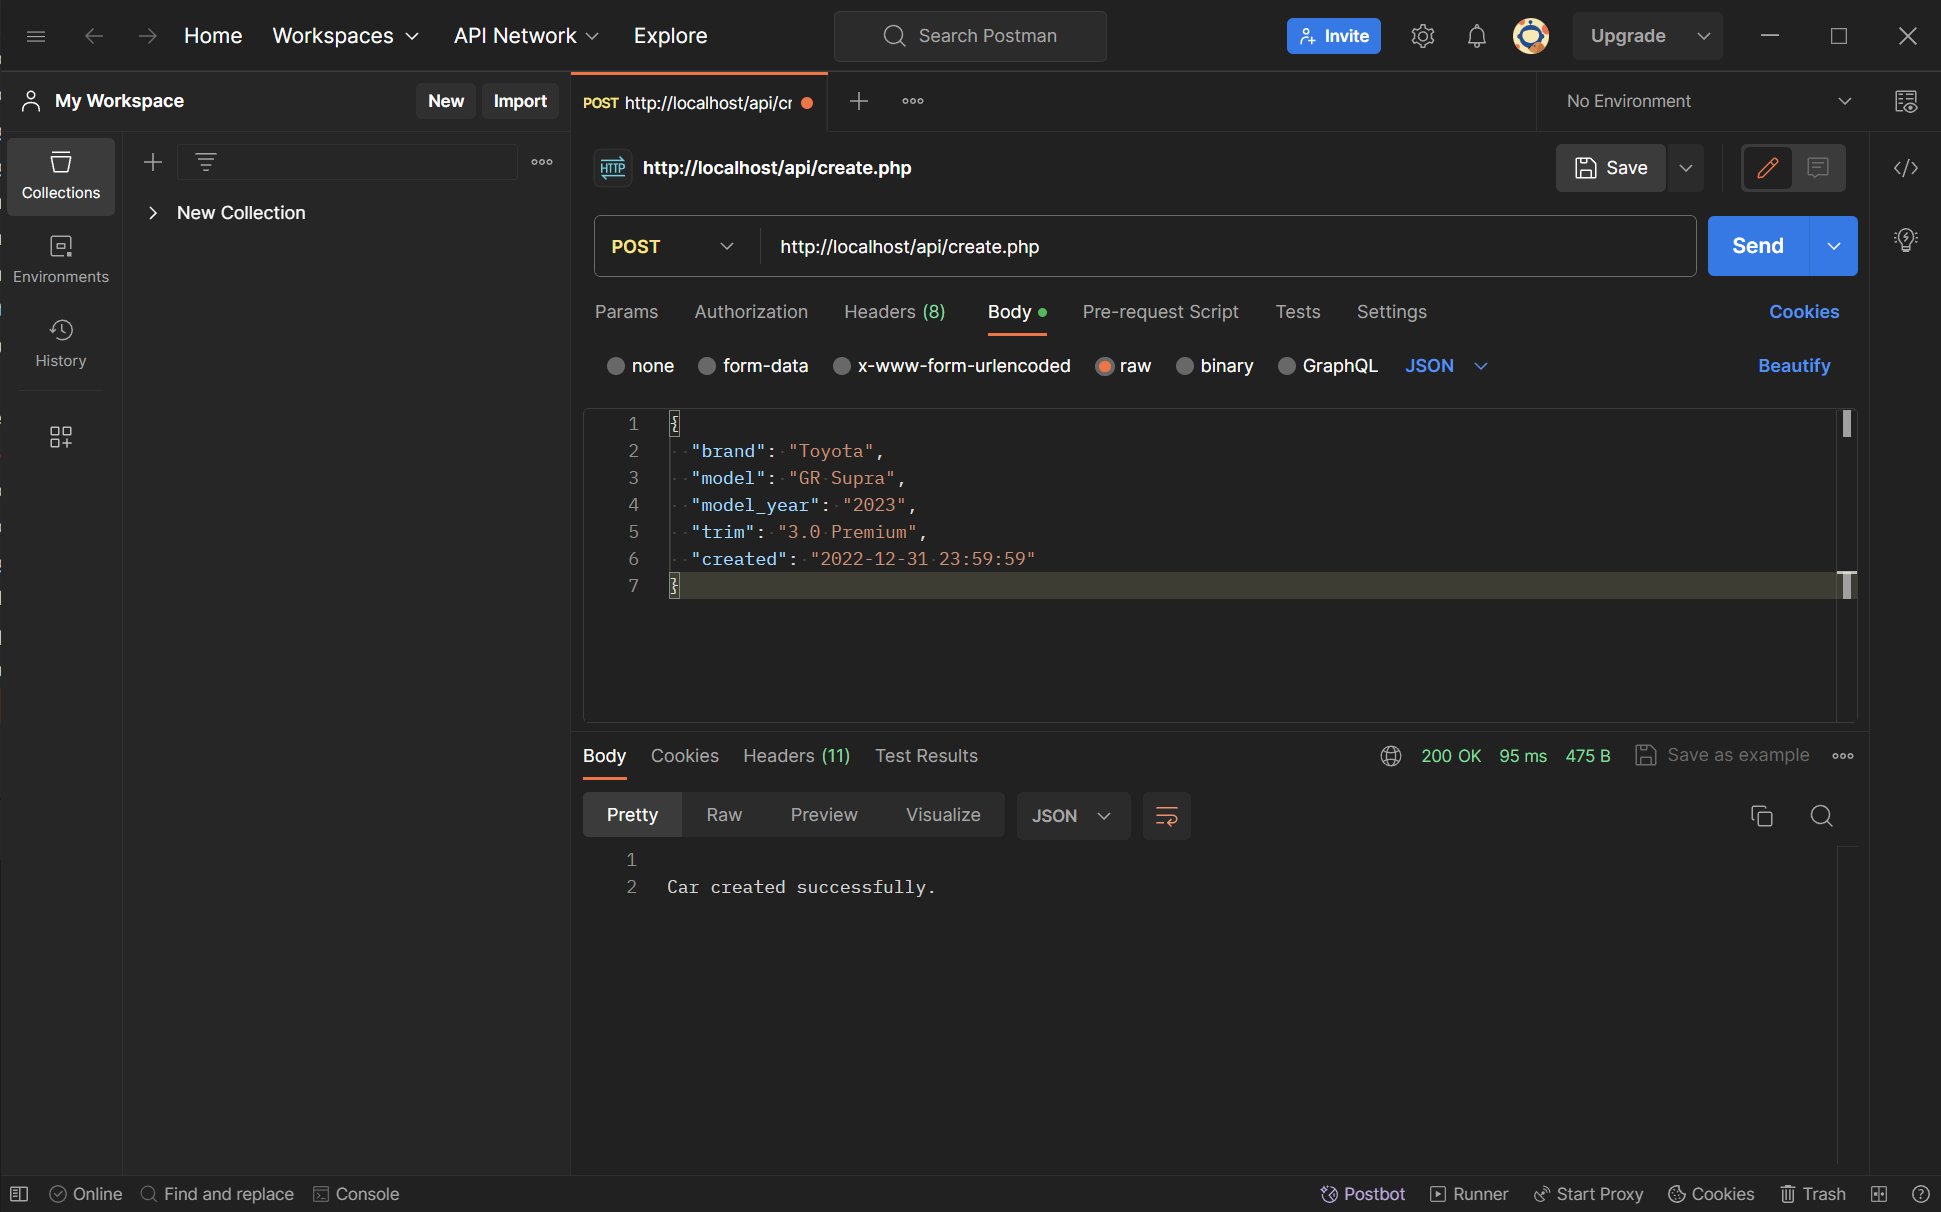 Home Workspaces API Network Explore Search Postman Invite Upgrade
My Workspace New Import POST http://localhost/api/cr No Environment
Collections
Environments
History
New Collection
HTTP http://localhost/api/create.php Save
POST http://localhost/api/create.php Send
Params Authorization Headers (8) Body Pre-request Script Tests Settings Cookies
none form-data x-www-form-urlencoded raw binary GraphQL JSON Beautify
1 {
2 "brand": "Toyota",
3 "model": "GR Supra",
4 "model_year": "2023",
5 "trim": "3.0 Premium",
6 "created": "2022-12-31 23:59:59"
7 }
Body Cookies Headers (11) Test Results 200 OK 95 ms 475 B Save as example
Pretty Raw Preview Visualize JSON
1
2 Car created successfully.
Online Find and replace Console Postbot Runner Start Proxy Cookies Trash